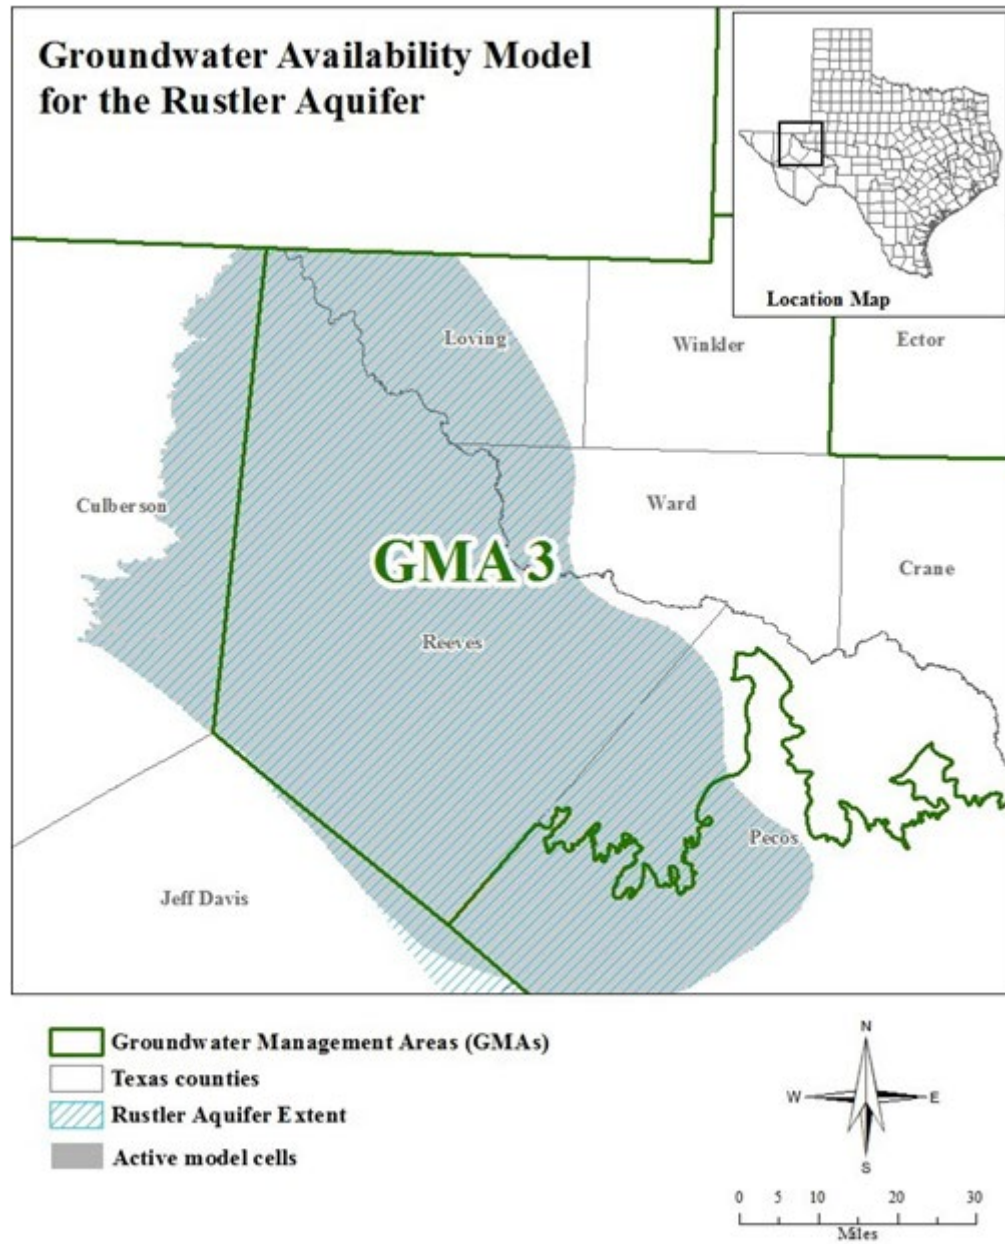 Groundwater Availability Model
for the Rustler Aquifer
Location Map
Loving
Winkler
Ector
Culberson
Ward
GMA 3
Crane
Reeves
Pecos
Jeff Davis
Groundwater Management Areas (GMAs)
Texas counties
Rustler Aquifer Extent
Active model cells
N
W E
S
0 5 10 20 30
Miles